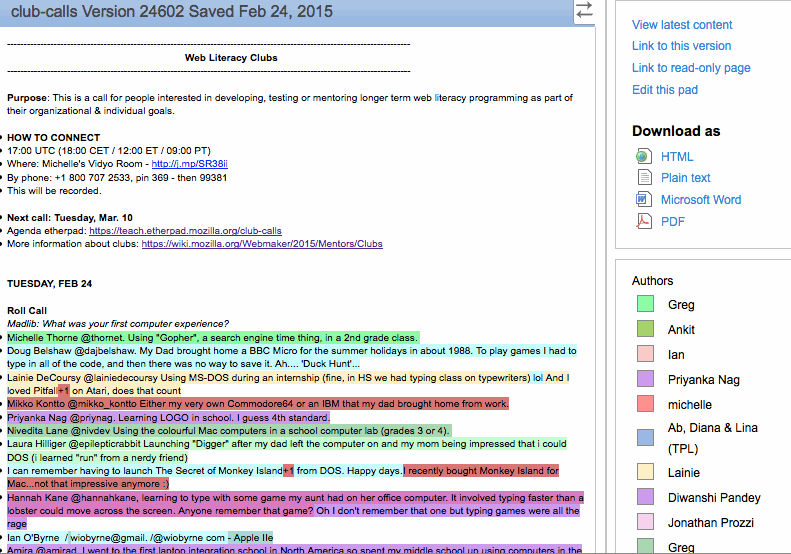 club-calls Version 24602 Saved Feb 24, 2015
Web Literacy Clubs
Purpose: This is a call for people interested in developing, testing or mentoring longer term web literacy programming as part of
their organizational & individual goals.
HOW TO CONNECT
17:00 UTC (18:00 CET / 12:00 ET / 09:00 PT)
Where: Michelle's Vidyo Room - http://j.mp/SR38ii
By phone: +1 800 707 2533, pin 369 - then 99381
This will be recorded.
Next call: Tuesday, Mar. 10
Agenda etherpad: https://teach.etherpad.mozilla.org/club-calls
More information about clubs: https://wiki.mozilla.org/Webmaker/2015/Mentors/Clubs
TUESDAY, FEB 24
Roll Call
Madlib: What was your first computer experience?
Michelle Thorne @thornet. Using "Gopher", a search engine time thing, in a 2nd grade class.
Doug Belshaw @dajbelshaw. My Dad brought home a BBC Micro for the summer holidays in about 1988. To play games I had to
type in all of the code, and then there was no way to save it. Ah.... 'Duck Hunt'...
Lainie DeCoursy @lainiedecoursy Using MS-DOS during an internship (fine, in HS we had typing class on typewriters) lol And I
loved Pitfall+1 on Atari, does that count
Mikko Kontto @mikko_kontto Either my very own Commodore64 or an IBM that my dad brought home from work.
Priyanka Nag @priynag. Learning LOGO in school. I guess 4th standard.
Nivedita Lane @nivdev Using the colourful Mac computers in a school computer lab (grades 3 or 4).
Laura Hilliger @epilepticrabbit Launching "Digger" after my dad left the computer on and my mom being impressed that i could
DOS (i learned "run" from a nerdy friend)
I can remember having to launch The Secret of Monkey Island+1 from DOS. Happy days.I recently bought Monkey Island for
Mac...not that impressive anymore :)
Hannah Kane @hannahkane, learning to type with some game my aunt had on her office computer. It involved typing faster than a
lobster could move across the screen. Anyone remember that game? Oh I don't remember that one but typing games were all the
rage
Ian O'Byrne /wiobyrne@gmail. /@wiobyrne com - Apple IIe
Amira @amirad. I went to the first laptop integration school in North America so spent my middle school up using computers in the
View latest content
Link to this version
Link to read-only page
Edit this pad
Download as
HTML
Plain text
Microsoft Word
PDF
Authors
Greg
Ankit
Ian
Priyanka Nag
michelle
Ab, Diana & Lina
(TPL)
Lainie
Diwanshi Pandey
Jonathan Prozzi
Greg